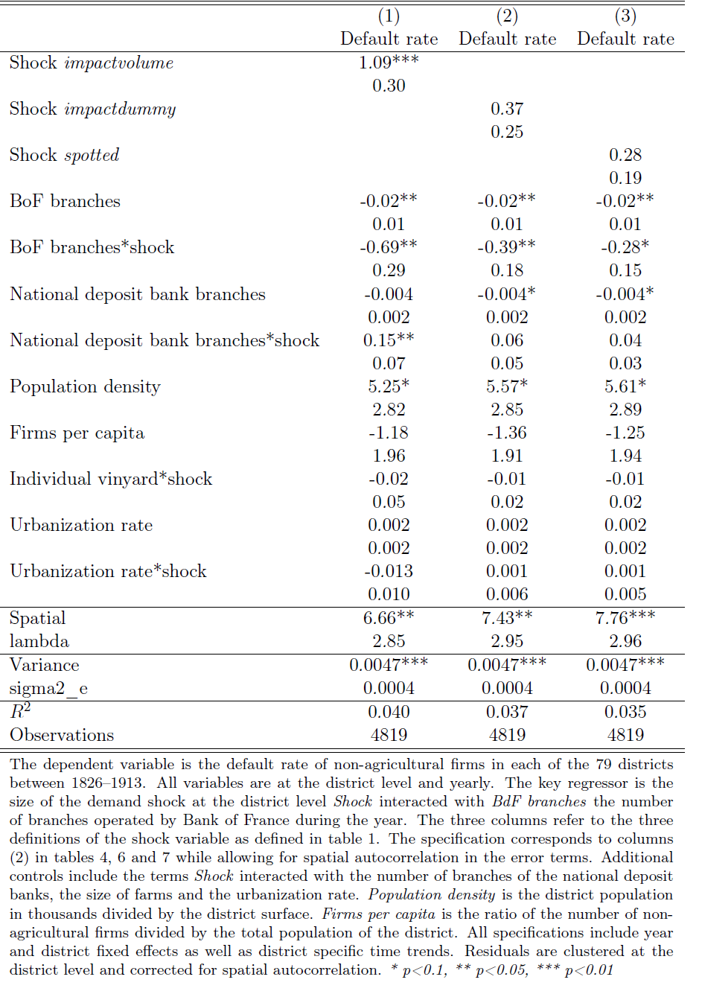 (1) (2) (3)
Default rate Default rate Default rate
Shock impactvolume 1.09***
0.30
Shock impactdummy 0.37
0.25
Shock spotted 0.28
0.19
BoF branches -0.02** -0.02** -0.02**
0.01 0.01 0.01
BoF branches*shock -0.69** -0.39** -0.28*
0.29 0.18 0.15
National deposit bank branches -0.004 -0.004* -0.004*
0.002 0.002 0.002
National deposit bank branches*shock 0.15** 0.06 0.04
0.07 0.05 0.03
Population density 5.25* 5.57* 5.61*
2.82 2.85 2.89
Firms per capita -1.18 -1.36 -1.25
1.96 1.91 1.94
Individual vinyard*shock -0.02 -0.01 -0.01
0.05 0.02 0.02
Urbanization rate 0.002 0.002 0.002
0.002 0.002 0.002
Urbanization rate*shock -0.013 0.001 0.001
0.010 0.006 0.005
Spatial 6.66** 7.43** 7.76***
lambda 2.85 2.95 2.96
Variance 0.0047*** 0.0047*** 0.0047***
sigma2_e 0.0004 0.0004 0.0004
R² 0.040 0.037 0.035
Observations 4819 4819 4819
The dependent variable is the default rate of non-agricultural firms in each of the 79 districts
between 1826–1913. All variables are at the district level and yearly. The key regressor is the
size of the demand shock at the district level Shock interacted with BdF branches the number
of branches operated by Bank of France during the year. The three columns refer to the three
definitions of the shock variable as defined in table 1. The specification corresponds to columns
(2) in tables 4, 6 and 7 while allowing for spatial autocorrelation in the error terms. Additional
controls include the terms Shock interacted with the number of branches of the national deposit
banks, the size of farms and the urbanization rate. Population density is the district population
in thousands divided by the district surface. Firms per capita is the ratio of the number of non-
agricultural firms divided by the total population of the district. All specifications include year
and district fixed effects as well as district specific time trends. Residuals are clustered at the
district level and corrected for spatial autocorrelation. * p<0.1, ** p<0.05, *** p<0.01